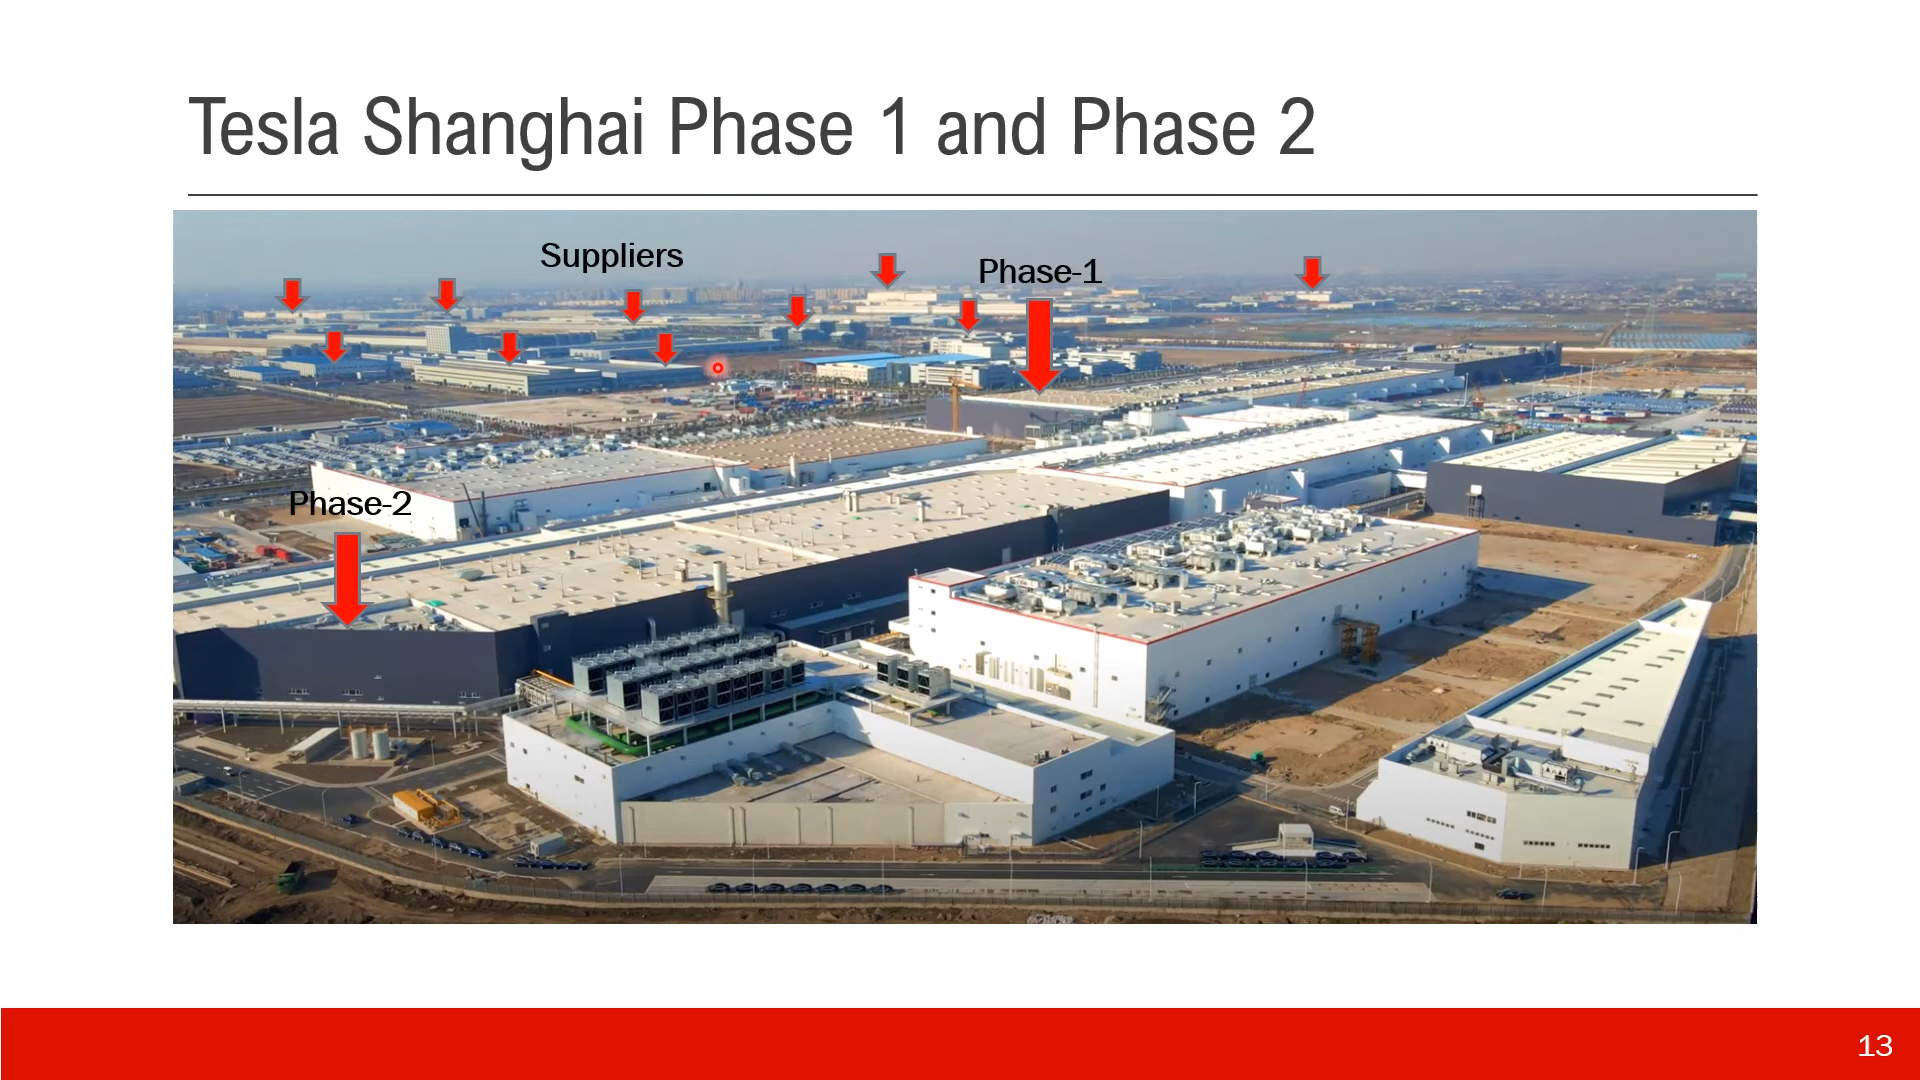 Tesla Shanghai Phase 1 and Phase 2
Suppliers
Phase-1
Phase-2
13